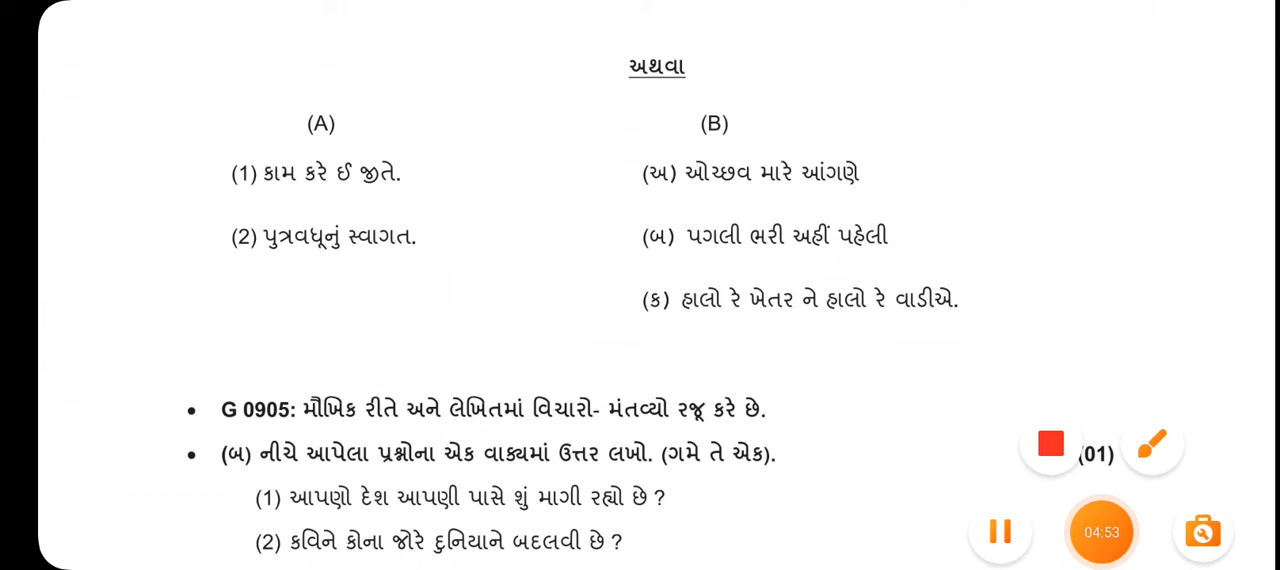 અથવા
(A) (B)
(1) કામ કરે ઈ જીતે. (અ) ઓચ્છવ મારે આંગણે
(2) પુત્રવધૂનું સ્વાગત. (બ) પગલી ભરી અહીં પહેલી
(ક) હાલો રે ખેતર ને હાલો રે વાડીએ.
• G 0905: મૌખિક રીતે અને લેખિતમાં વિચારો- મંતવ્યો રજૂ કરે છે.
• (બ) નીચે આપેલા પ્રશ્નોના એક વાક્યમાં ઉત્તર લખો. (ગમે તે એક). (01)
(1) આપણો દેશ આપણી પાસે શું માગી રહ્યો છે ?
(2) કવિને કોના જોરે દુનિયાને બદલવી છે ?
04:53